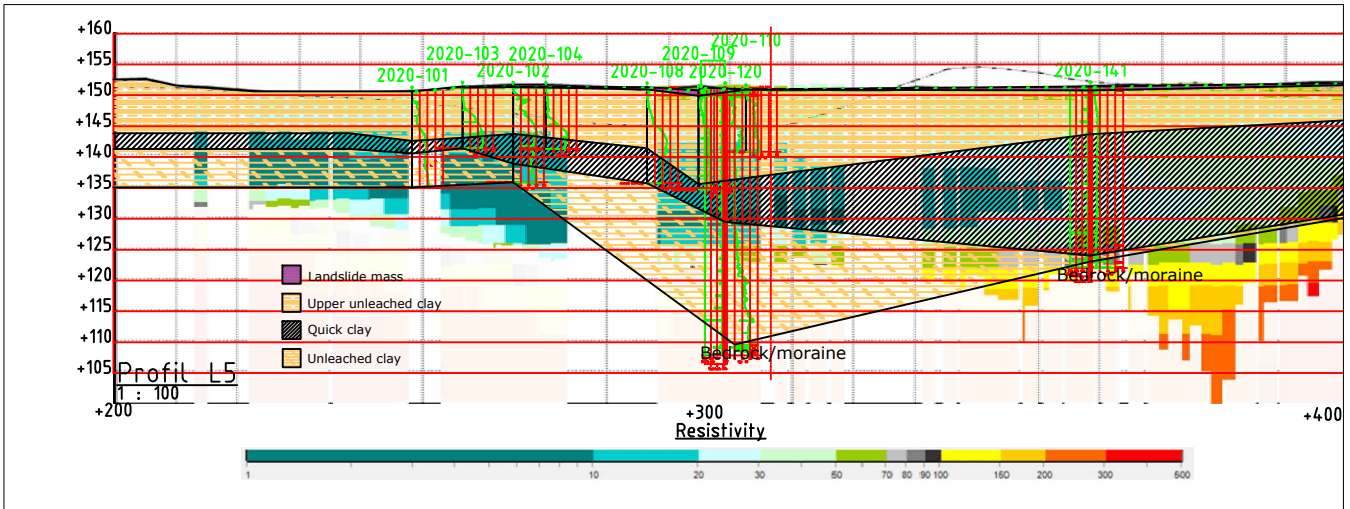 +160
+155
+150
+145
+140
+135
+130
+125
+120
+115
+110
+105
2020-110
2020-103
2020-109
2020-104
2020-101
2020-102
2020-108
2020-120
2020-141
Landslide mass
Upper unleached clay
Quick clay
Unleached clay
Bedrock/moraine
Bedrock/moraine
Profil L5
1 : 100
+200
+300
+400
Resistivity
1 10 20 30 50 70 80 90 100 150 200 300 500